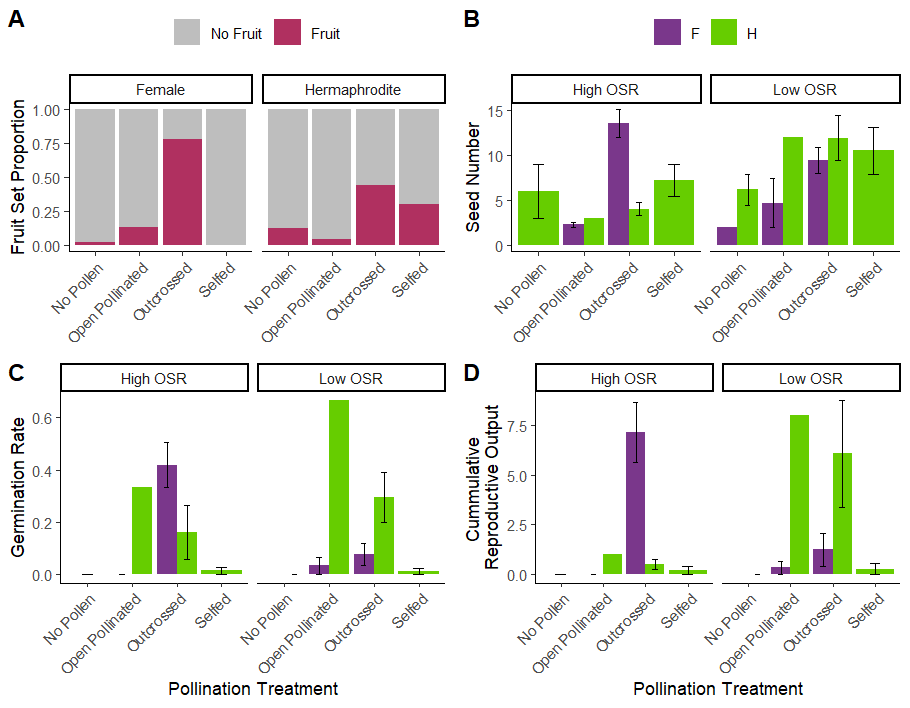 A
No Fruit Fruit
Female Hermaphrodite
Fruit Set Proportion
1.00
0.75
0.50
0.25
0.00
No Pollen Open Pollinated Outcrossed Selfed No Pollen Open Pollinated Outcrossed Selfed
B
F H
High OSR Low OSR
Seed Number
15
10
5
0
No Pollen Open Pollinated Outcrossed Selfed No Pollen Open Pollinated Outcrossed Selfed
C
High OSR Low OSR
Germination Rate
0.6
0.4
0.2
0.0
No Pollen Open Pollinated Outcrossed Selfed No Pollen Open Pollinated Outcrossed Selfed
Pollination Treatment
D
High OSR Low OSR
Cummulative
Reproductive Output
7.5
5.0
2.5
0.0
No Pollen Open Pollinated Outcrossed Selfed No Pollen Open Pollinated Outcrossed Selfed
Pollination Treatment